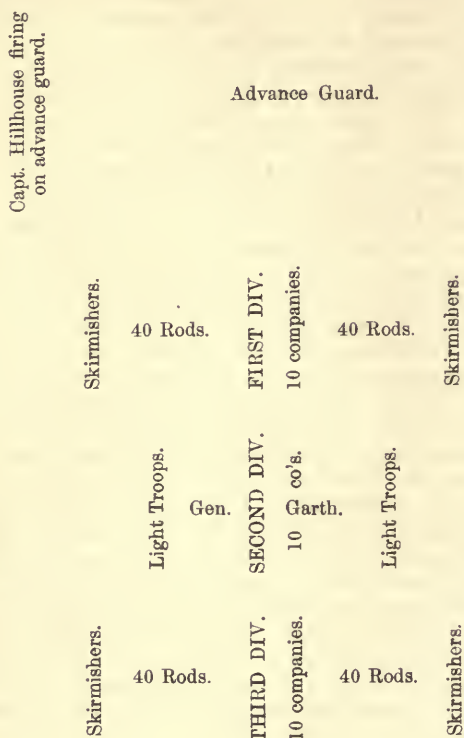 Capt. Hillhouse firing
on advance guard.
Advance Guard.
Skirmishers.
40 Rods.
FIRST DIV.
10 companies.
40 Rods.
Skirmishers.
Light Troops.
Gen.
SECOND DIV.
10 co's.
Garth.
Light Troops.
Skirmishers.
40 Rods.
THIRD DIV.
10 companies.
40 Rods.
Skirmishers.